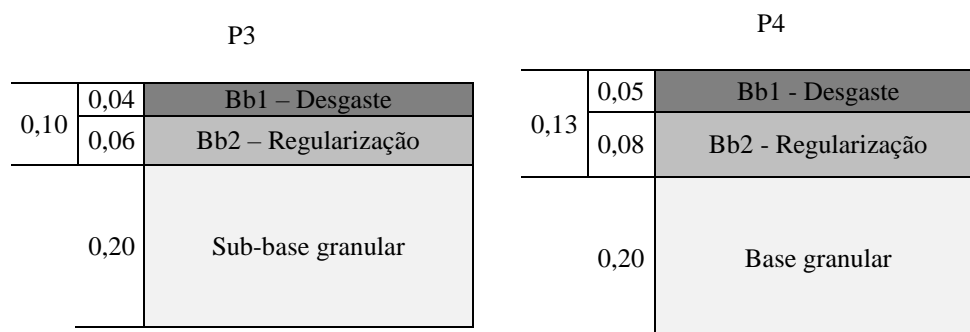 P3
0,04 Bb1 – Desgaste
0,10
0,06 Bb2 – Regularização
0,20 Sub-base granular
P4
0,05 Bb1 - Desgaste
0,13
0,08 Bb2 - Regularização
0,20 Base granular